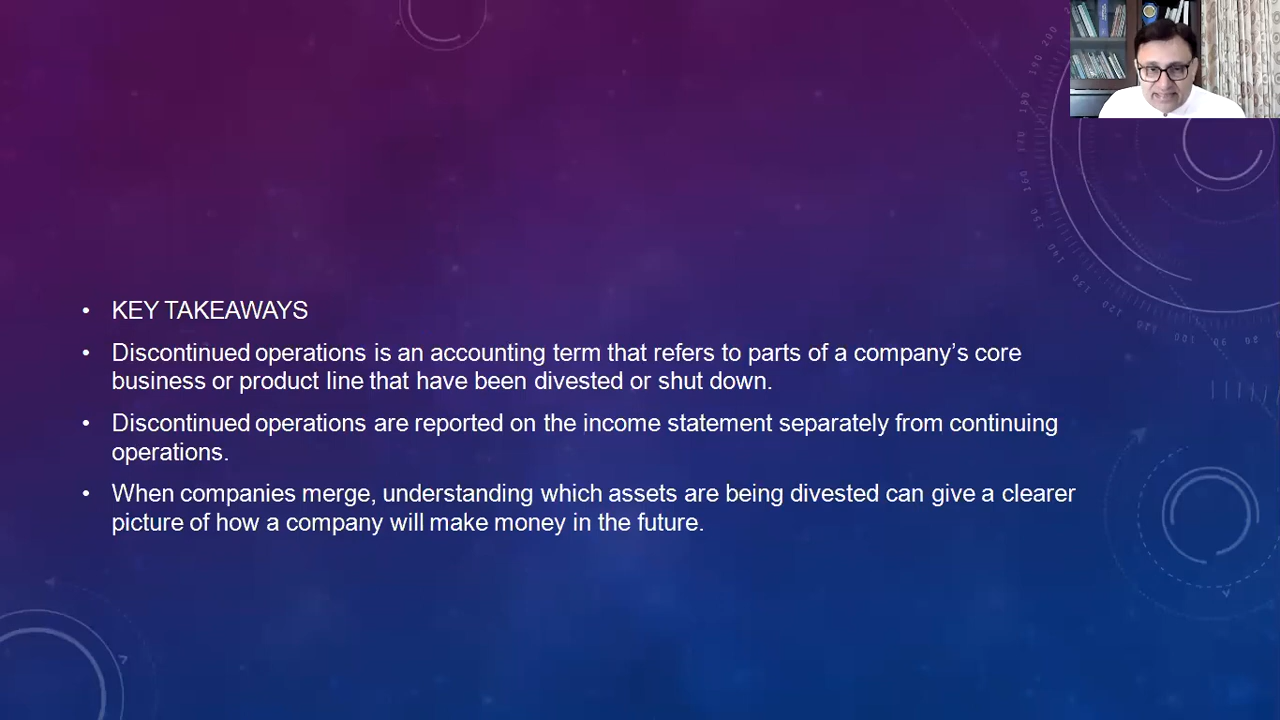 • KEY TAKEAWAYS
• Discontinued operations is an accounting term that refers to parts of a company’s core
business or product line that have been divested or shut down.
• Discontinued operations are reported on the income statement separately from continuing
operations.
• When companies merge, understanding which assets are being divested can give a clearer
picture of how a company will make money in the future.